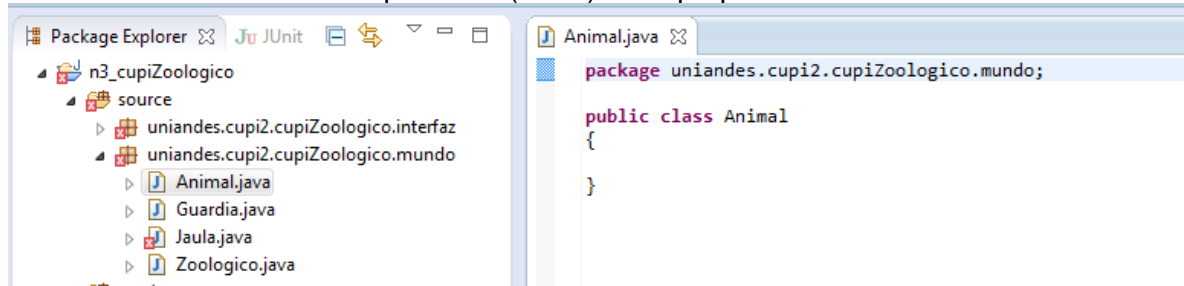 Package Explorer JUnit
n3_cupiZoologico
source
uniandes.cupi2.cupiZoologico.interfaz
uniandes.cupi2.cupiZoologico.mundo
Animal.java
Guardia.java
Jaula.java
Zoologico.java
Animal.java
package uniandes.cupi2.cupiZoologico.mundo;
public class Animal
{
}